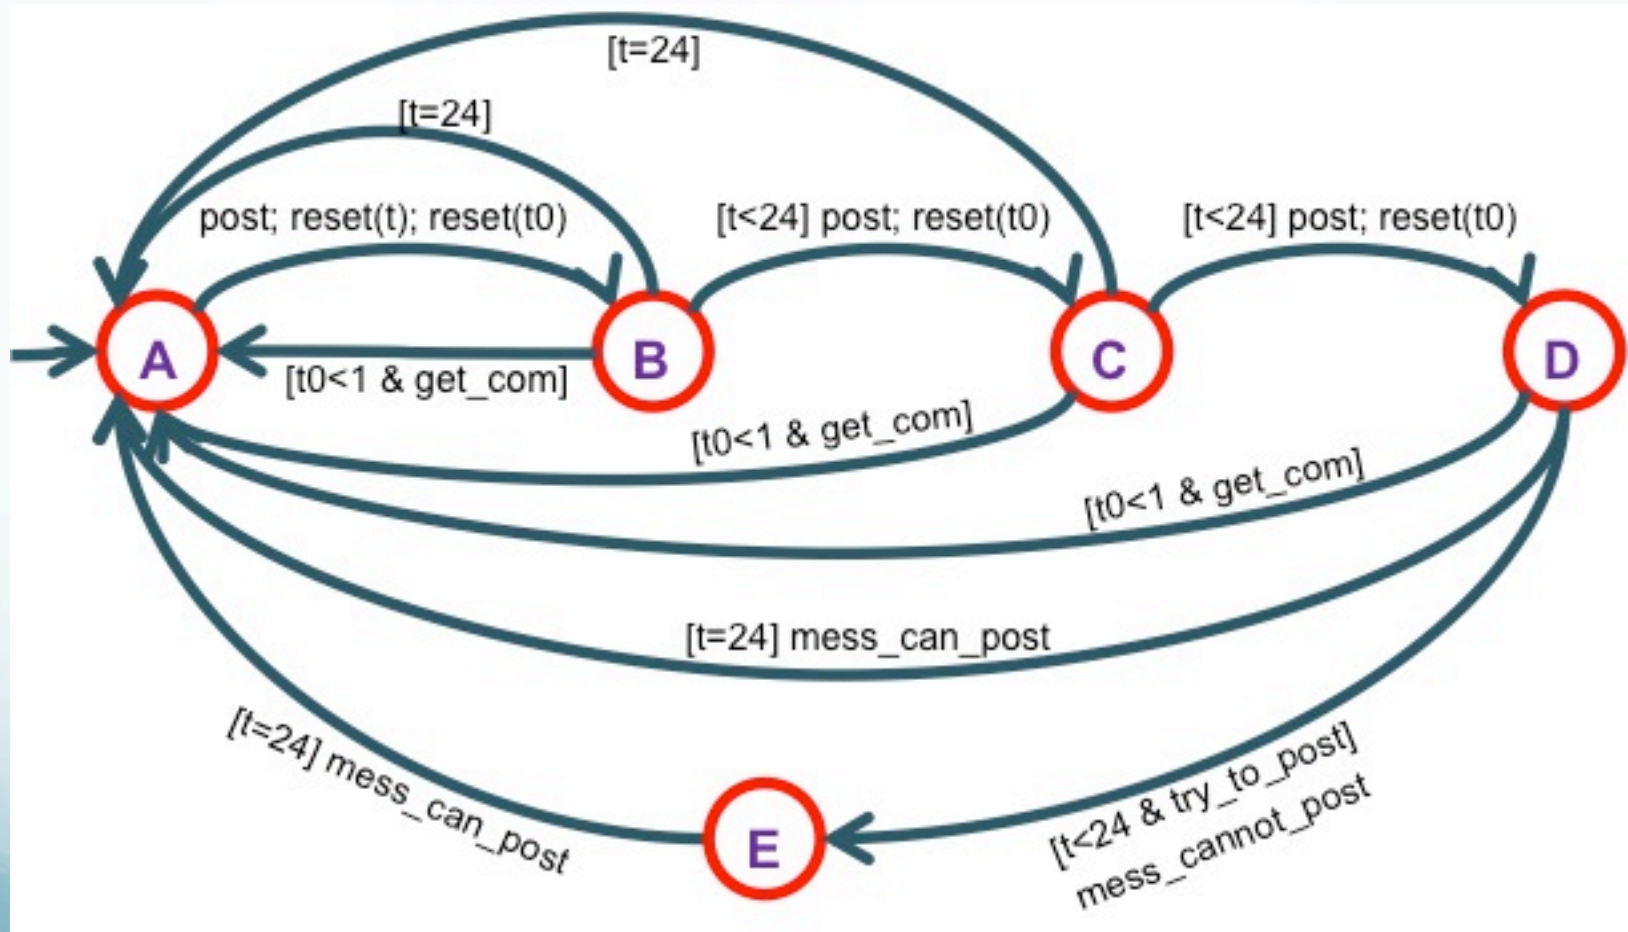 [t=24]
[t=24]
post; reset(t); reset(t0)
[t<24] post; reset(t0)
[t<24] post; reset(t0)
A
B
C
D
[t0<1 & get_com]
[t0<1 & get_com]
[t0<1 & get_com]
[t=24] mess_can_post
[t=24] mess_can_post
E
[t<24 & try_to_post]
mess_cannot_post